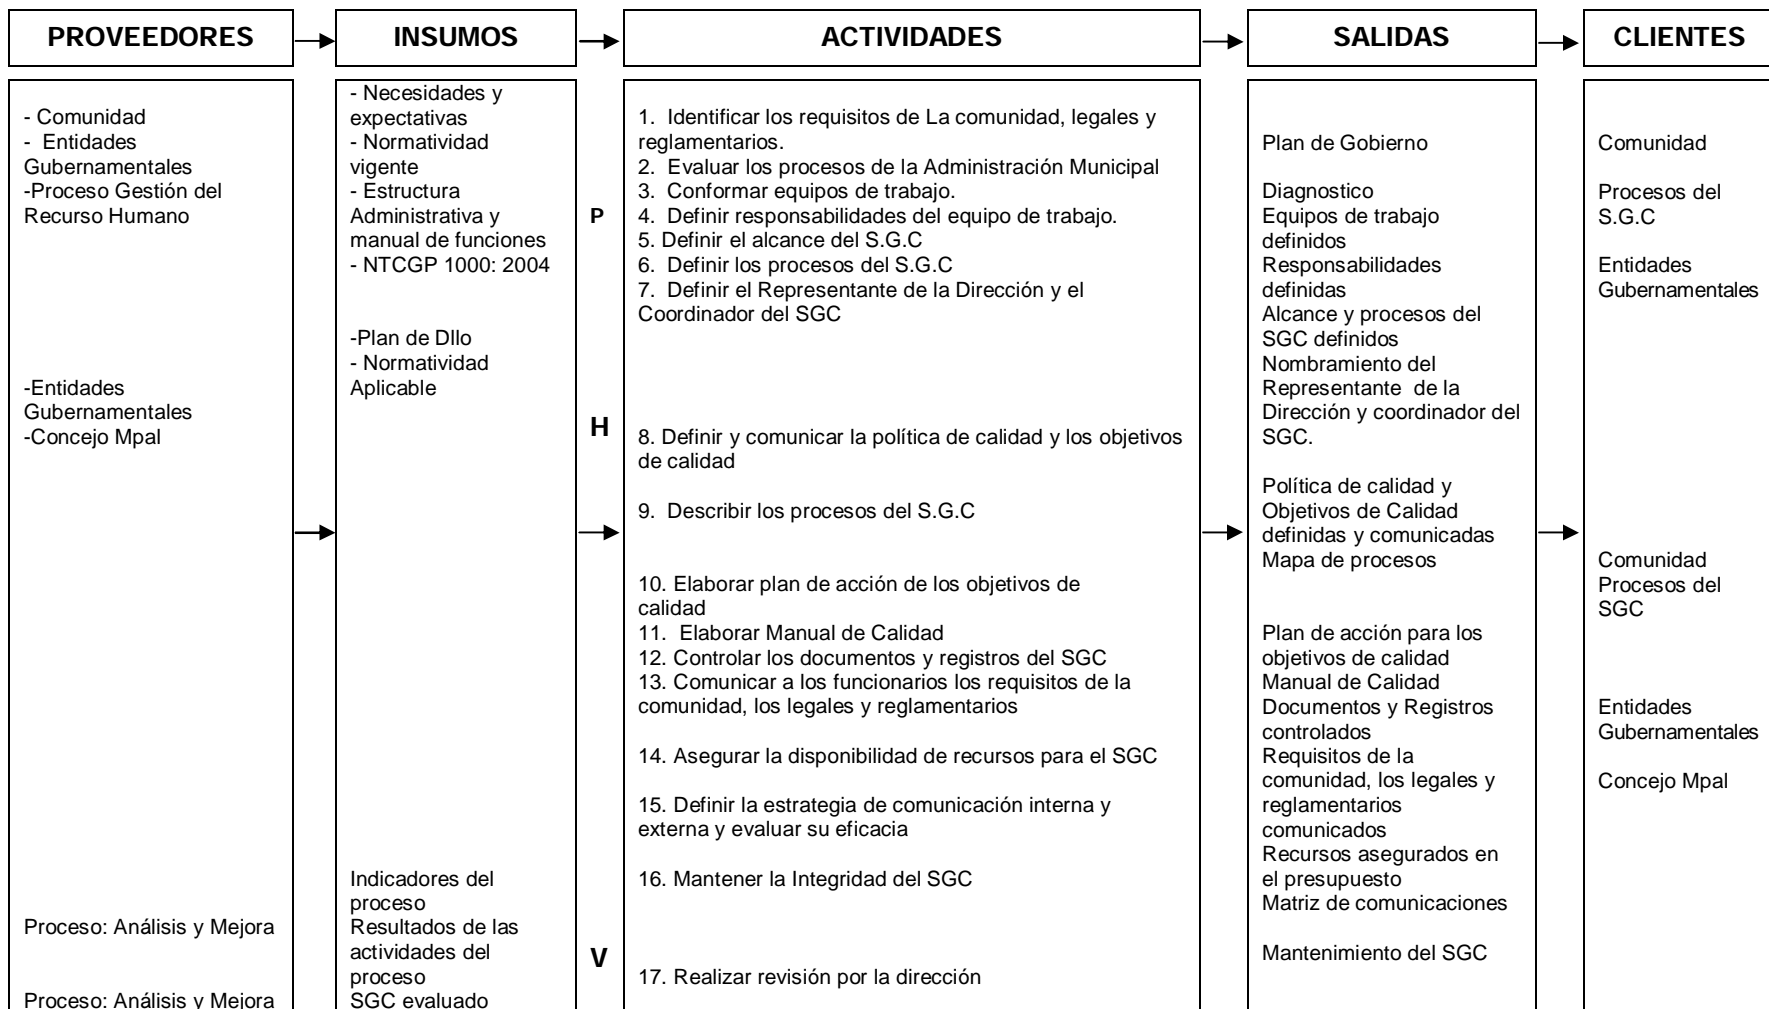 PROVEEDORES
INSUMOS
ACTIVIDADES
SALIDAS
CLIENTES
- Comunidad
- Entidades
Gubernamentales
-Proceso Gestión del
Recurso Humano
-Entidades
Gubernamentales
-Concejo Mpal
Proceso: Análisis y Mejora
Proceso: Análisis y Mejora
- Necesidades y
expectativas
- Normatividad
vigente
- Estructura
Administrativa y
manual de funciones
- NTCGP 1000: 2004
-Plan de Dllo
- Normatividad
Aplicable
Indicadores del
proceso
Resultados de las
actividades del
proceso
SGC evaluado
P
H
V
1. Identificar los requisitos de La comunidad, legales y
reglamentarios.
2. Evaluar los procesos de la Administración Municipal
3. Conformar equipos de trabajo.
4. Definir responsabilidades del equipo de trabajo.
5. Definir el alcance del S.G.C
6. Definir los procesos del S.G.C
7. Definir el Representante de la Dirección y el
Coordinador del SGC
8. Definir y comunicar la política de calidad y los objetivos
de calidad
9. Describir los procesos del S.G.C
10. Elaborar plan de acción de los objetivos de
calidad
11. Elaborar Manual de Calidad
12. Controlar los documentos y registros del SGC
13. Comunicar a los funcionarios los requisitos de la
comunidad, los legales y reglamentarios
14. Asegurar la disponibilidad de recursos para el SGC
15. Definir la estrategia de comunicación interna y
externa y evaluar su eficacia
16. Mantener la Integridad del SGC
17. Realizar revisión por la dirección
Plan de Gobierno
Diagnostico
Equipos de trabajo
definidos
Responsabilidades
definidas
Alcance y procesos del
SGC definidos
Nombramiento del
Representante de la
Dirección y coordinador del
SGC.
Política de calidad y
Objetivos de Calidad
definidas y comunicadas
Mapa de procesos
Plan de acción para los
objetivos de calidad
Manual de Calidad
Documentos y Registros
controlados
Requisitos de la
comunidad, los legales y
reglamentarios
comunicados
Recursos asegurados en
el presupuesto
Matriz de comunicaciones
Mantenimiento del SGC
Comunidad
Procesos del
S.G.C
Entidades
Gubernamentales
Comunidad
Procesos del
SGC
Entidades
Gubernamentales
Concejo Mpal